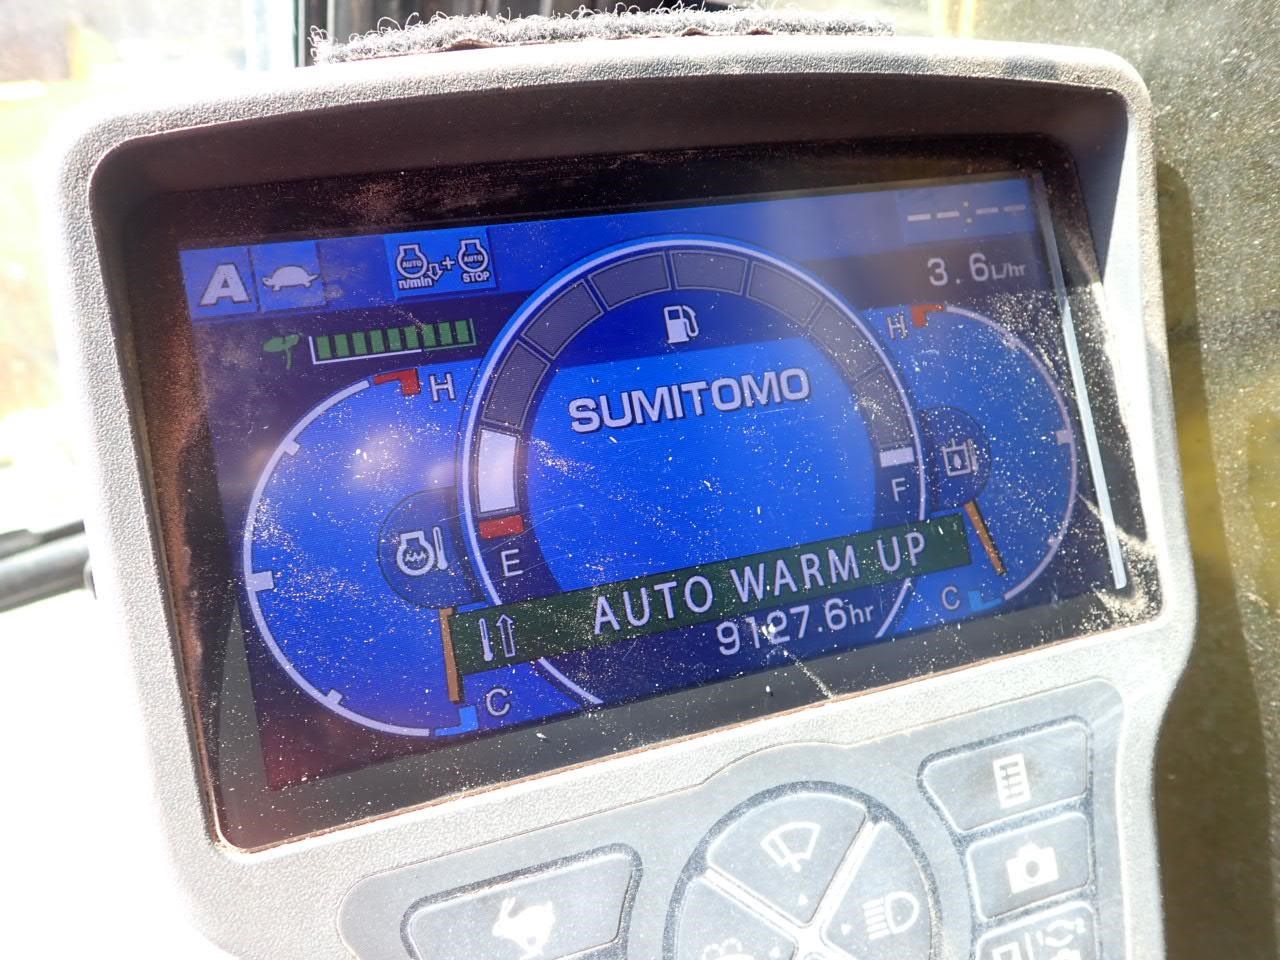 --:--
A
AUTO n/min + AUTO STOP
3.6L/hr
H
H
SUMITOMO
F
E
AUTO WARM UP
C
9127.6hr
C